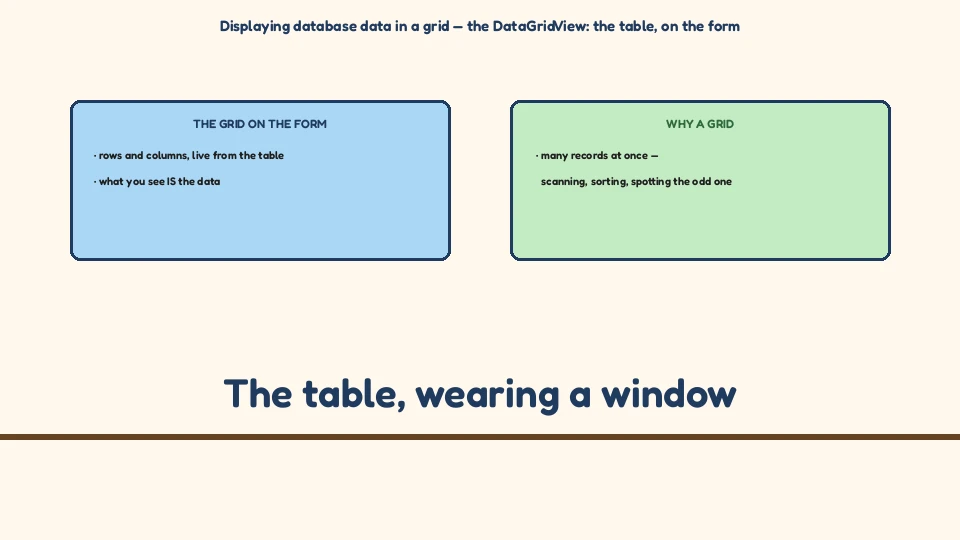 Displaying database data in a grid — the DataGridView: the table, on the form
THE GRID ON THE FORM
· rows and columns, live from the table
· what you see IS the data
WHY A GRID
· many records at once —
scanning, sorting, spotting the odd one
The table, wearing a window